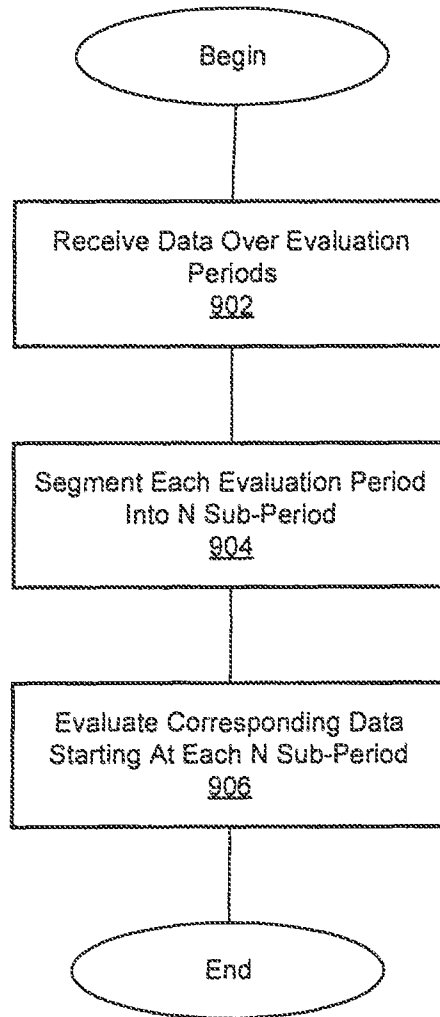 Begin
Receive Data Over Evaluation
Periods
902
Segment Each Evaluation Period
Into N Sub-Period
904
Evaluate Corresponding Data
Starting At Each N Sub-Period
906
End